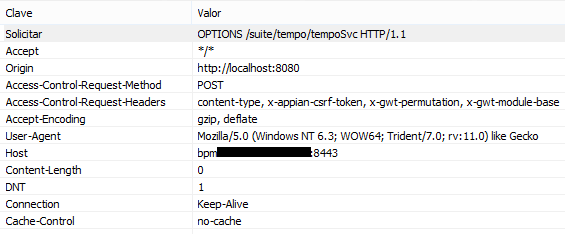 Clave Valor
Solicitar OPTIONS /suite/tempo/tempoSvc HTTP/1.1
Accept */*
Origin http://localhost:8080
Access-Control-Request-Method POST
Access-Control-Request-Headers content-type, x-appian-csrf-token, x-gwt-permutation, x-gwt-module-base
Accept-Encoding gzip, deflate
User-Agent Mozilla/5.0 (Windows NT 6.3; WOW64; Trident/7.0; rv:11.0) like Gecko
Host bpm :8443
Content-Length 0
DNT 1
Connection Keep-Alive
Cache-Control no-cache